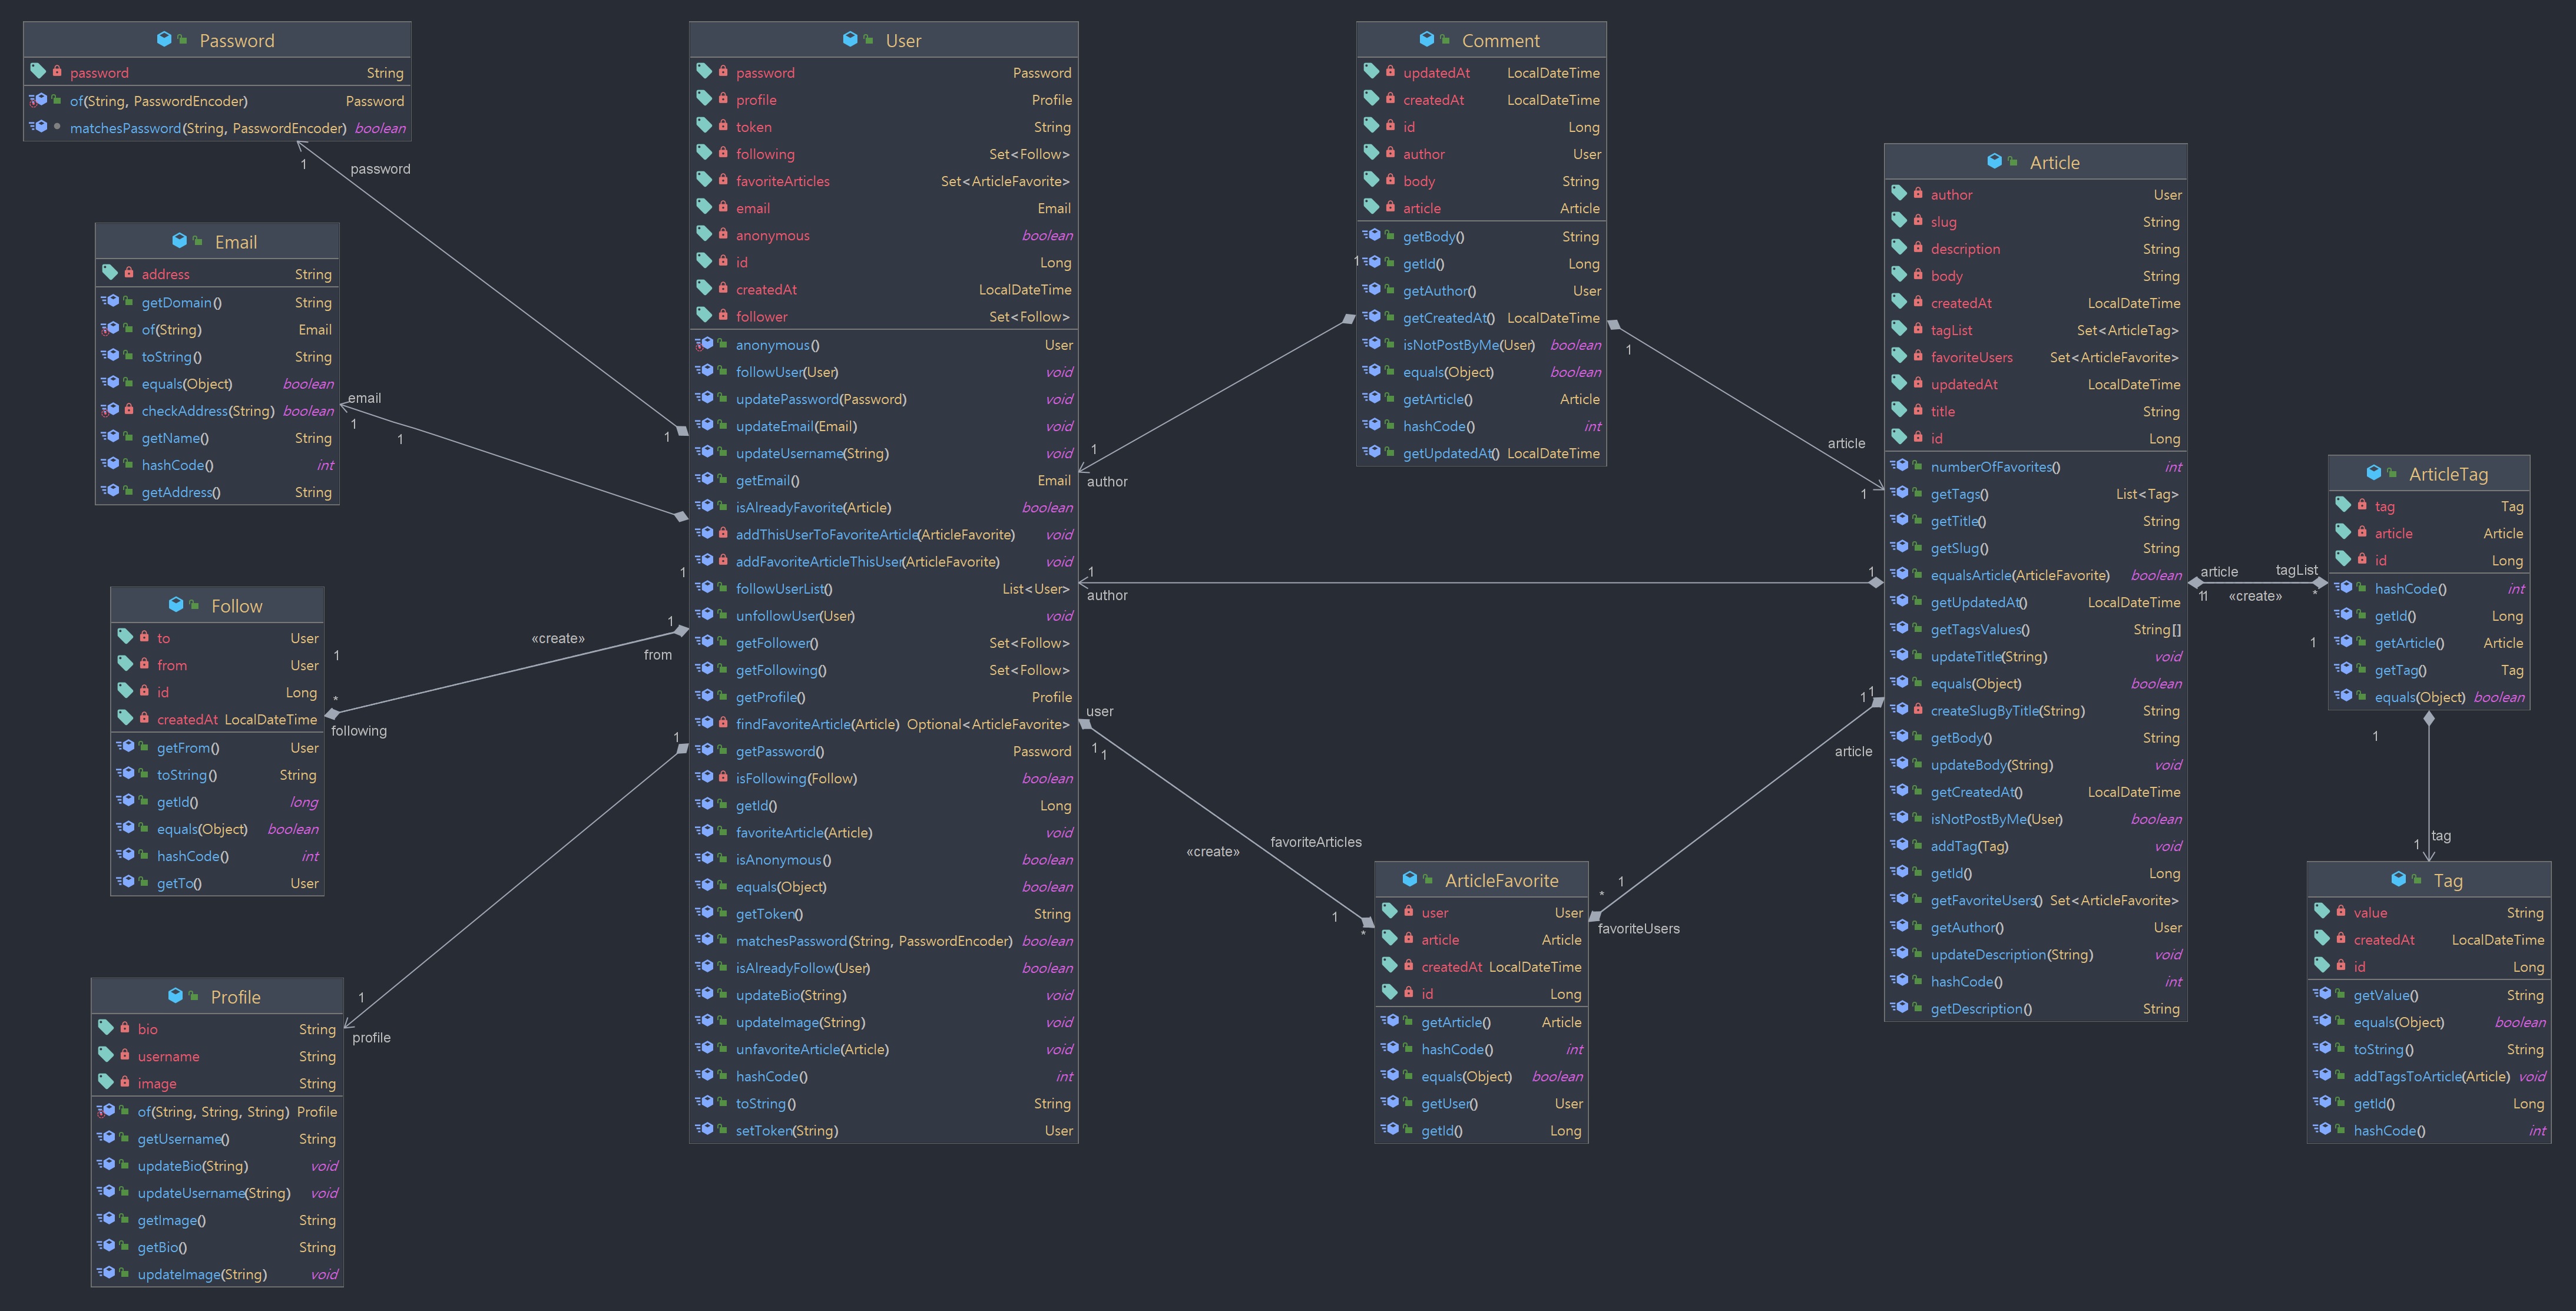 Password
password String
of(String, PasswordEncoder) Password
matchesPassword(String, PasswordEncoder) boolean
1
password
Email
address String
getDomain() String
of(String) Email
toString() String
equals(Object) boolean
checkAddress(String) boolean
getName() String
hashCode() int
getAddress() String
email
1
1
Follow
to User
from User
id Long
createdAt LocalDateTime
getFrom() User
toString() String
getId() long
equals(Object) boolean
hashCode() int
getTo() User
1
*
following
«create»
Profile
bio String
username String
image String
of(String, String, String) Profile
getUsername() String
updateBio(String) void
updateUsername(String) void
getImage() String
getBio() String
updateImage(String) void
1
profile
1
1
1
from
1
User
password Password
profile Profile
token String
following Set<Follow>
favoriteArticles Set<ArticleFavorite>
email Email
anonymous boolean
id Long
createdAt LocalDateTime
follower Set<Follow>
anonymous() User
followUser(User) void
updatePassword(Password) void
updateEmail(Email) void
updateUsername(String) void
getEmail() Email
isAlreadyFavorite(Article) boolean
addThisUserToFavoriteArticle(ArticleFavorite) void
addFavoriteArticleThisUser(ArticleFavorite) void
followUserList() List<User>
unfollowUser(User) void
getFollower() Set<Follow>
getFollowing() Set<Follow>
getProfile() Profile
findFavoriteArticle(Article) Optional<ArticleFavorite>
getPassword() Password
isFollowing(Follow) boolean
getId() Long
favoriteArticle(Article) void
isAnonymous() boolean
equals(Object) boolean
getToken() String
matchesPassword(String, PasswordEncoder) boolean
isAlreadyFollow(User) boolean
updateBio(String) void
updateImage(String) void
unfavoriteArticle(Article) void
hashCode() int
toString() String
setToken(String) User
1
author
1
author
user
1
1
«create»
favoriteArticles
1
*
Comment
updatedAt LocalDateTime
createdAt LocalDateTime
id Long
author User
body String
article Article
getBody() String
getId() Long
getAuthor() User
getCreatedAt() LocalDateTime
isNotPostByMe(User) boolean
equals(Object) boolean
getArticle() Article
hashCode() int
getUpdatedAt() LocalDateTime
1
1
article
1
ArticleFavorite
user User
article Article
createdAt LocalDateTime
id Long
getArticle() Article
hashCode() int
equals(Object) boolean
getUser() User
getId() Long
*
1
favoriteUsers
1
1
1
article
Article
author User
slug String
description String
body String
createdAt LocalDateTime
tagList Set<ArticleTag>
favoriteUsers Set<ArticleFavorite>
updatedAt LocalDateTime
title String
id Long
numberOfFavorites() int
getTags() List<Tag>
getTitle() String
getSlug() String
equalsArticle(ArticleFavorite) boolean
getUpdatedAt() LocalDateTime
getTagsValues() String[]
updateTitle(String) void
equals(Object) boolean
createSlugByTitle(String) String
getBody() String
updateBody(String) void
getCreatedAt() LocalDateTime
isNotPostByMe(User) boolean
addTag(Tag) void
getId() Long
getFavoriteUsers() Set<ArticleFavorite>
getAuthor() User
updateDescription(String) void
hashCode() int
getDescription() String
article
tagList
1
1
«create»
*
1
ArticleTag
tag Tag
article Article
id Long
hashCode() int
getId() Long
getArticle() Article
getTag() Tag
equals(Object) boolean
1
1
tag
Tag
value String
createdAt LocalDateTime
id Long
getValue() String
equals(Object) boolean
toString() String
addTagsToArticle(Article) void
getId() Long
hashCode() int